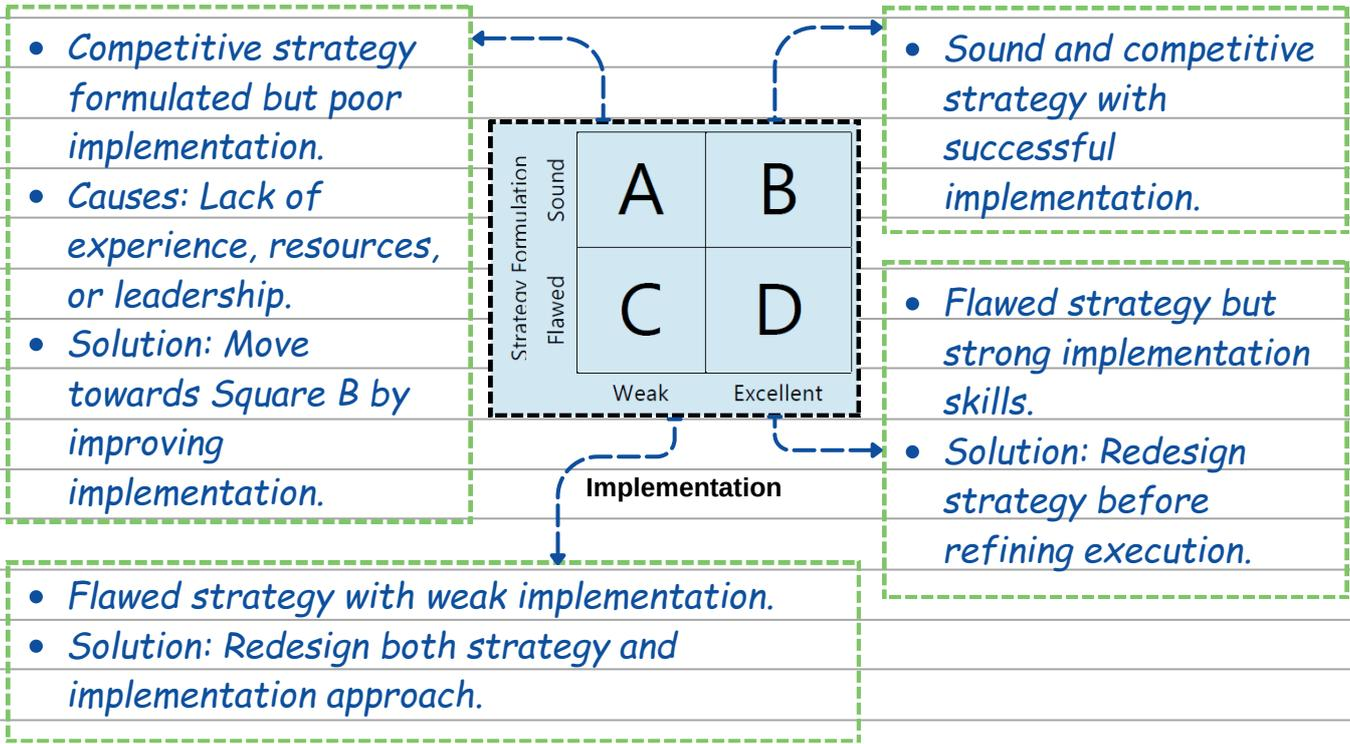 • Competitive strategy
formulated but poor
implementation.
• Causes: Lack of
experience, resources,
or leadership.
• Solution: Move
towards Square B by
improving
implementation.
Strategy Formulation
Sound
Flawed
A
B
C
D
Weak
Excellent
Implementation
• Sound and competitive
strategy with
successful
implementation.
• Flawed strategy but
strong implementation
skills.
• Solution: Redesign
strategy before
refining execution.
• Flawed strategy with weak implementation.
• Solution: Redesign both strategy and
implementation approach.